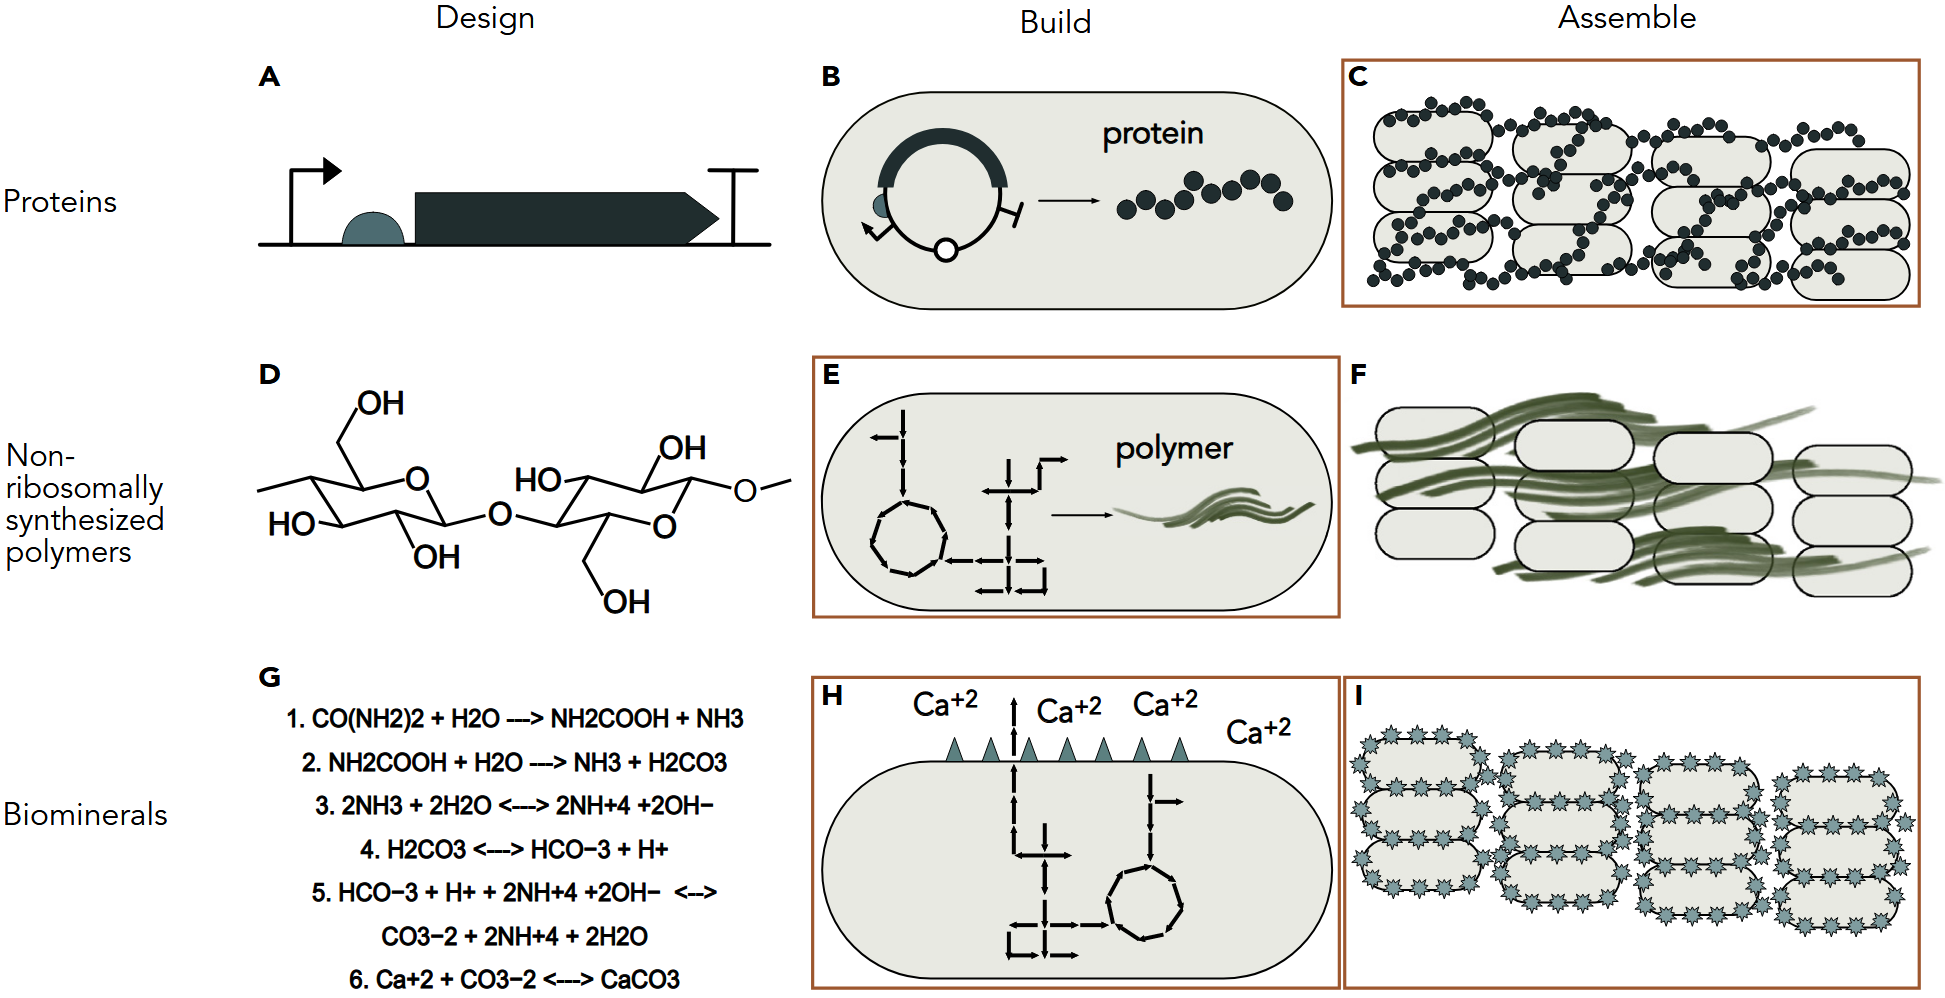 Design
Build
Assemble
Proteins
A
B
protein
C
Non-
ribosomally
synthesized
polymers
D
OH
O
HO
OH
HO
O
O
O
OH
OH
E
polymer
F
Biominerals
G
1. CO(NH2)2 + H2O ---> NH2COOH + NH3
2. NH2COOH + H2O ---> NH3 + H2CO3
3. 2NH3 + 2H2O <---> 2NH+4 +2OH−
4. H2CO3 <---> HCO−3 + H+
5. HCO−3 + H+ + 2NH+4 +2OH− <-->
CO3−2 + 2NH+4 + 2H2O
6. Ca+2 + CO3−2 <---> CaCO3
H
Ca+2
Ca+2
Ca+2
Ca+2
I